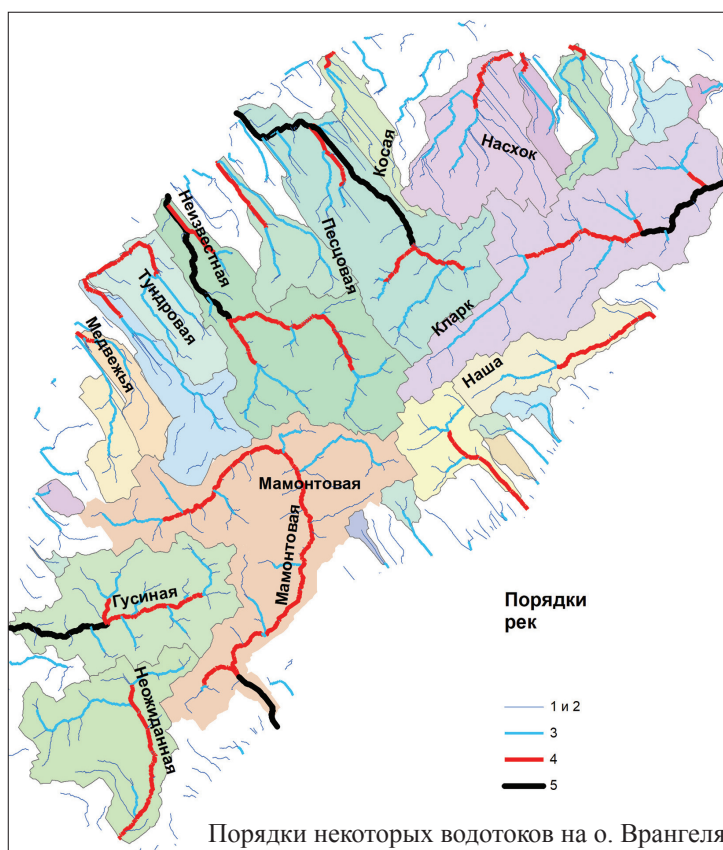 Косая
Насхок
Неизвестная
Песцовая
Тундровая
Кларк
Медвежья
Наша
Мамонтовая
Мамонтовая
Гусиная
Неожиданная
Порядки
рек
1 и 2
3
4
5
Порядки некоторых водотоков на о. Врангеля